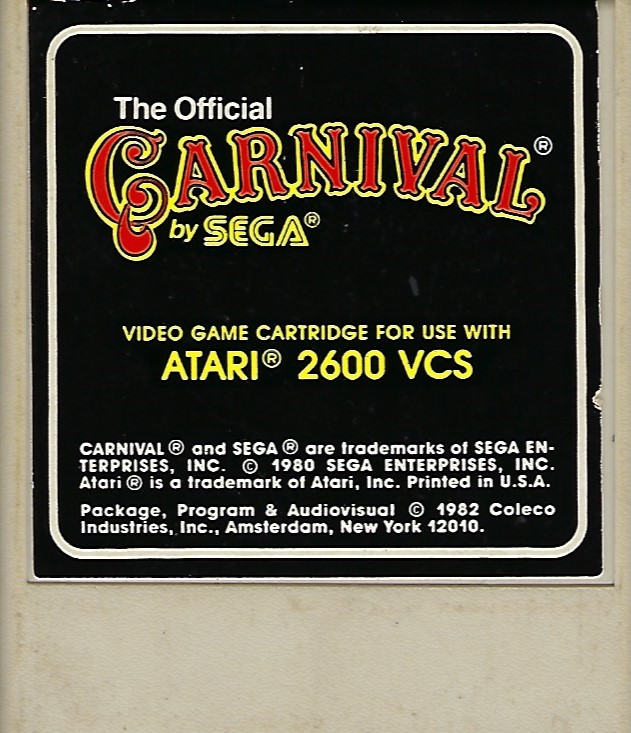 The Official
CARNIVAL®
by SEGA®
VIDEO GAME CARTRIDGE FOR USE WITH
ATARI® 2600 VCS
CARNIVAL® and SEGA® are trademarks of SEGA EN-
TERPRISES, INC. © 1980 SEGA ENTERPRISES, INC.
Atari® is a trademark of Atari, Inc. Printed in U.S.A.
Package, Program & Audiovisual © 1982 Coleco
Industries, Inc., Amsterdam, New York 12010.